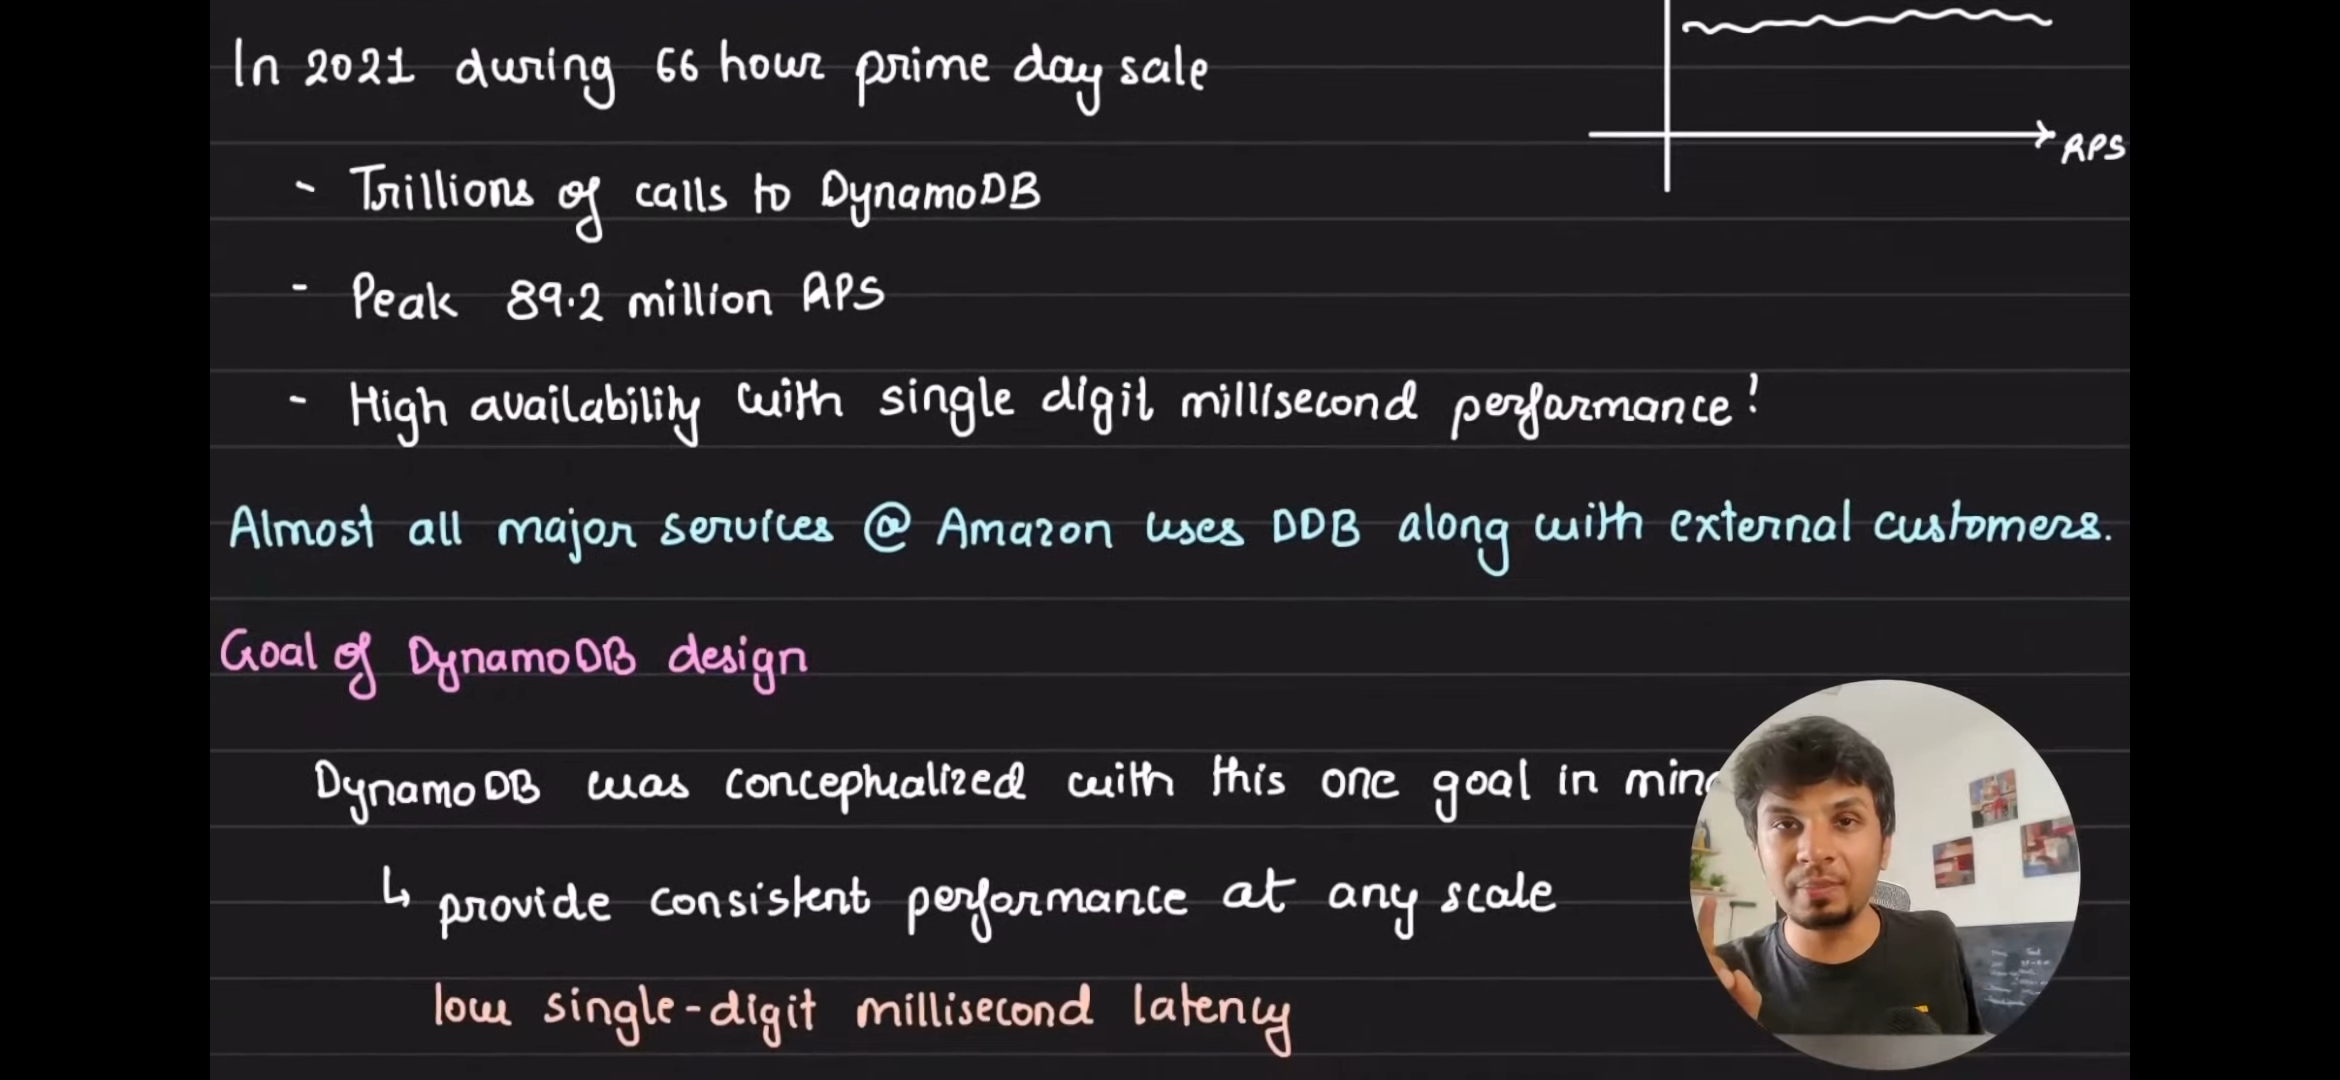 In 2021 during 66 hour prime day sale
RPS
- Trillions of calls to DynamoDB
- Peak 89.2 million RPS
- High availability with single digit millisecond performance!
Almost all major services @ Amazon uses DDB along with external customers.
Goal of DynamoDB design
DynamoDB was conceptualized with this one goal in mind
↳ provide consistent performance at any scale
low single-digit millisecond latency